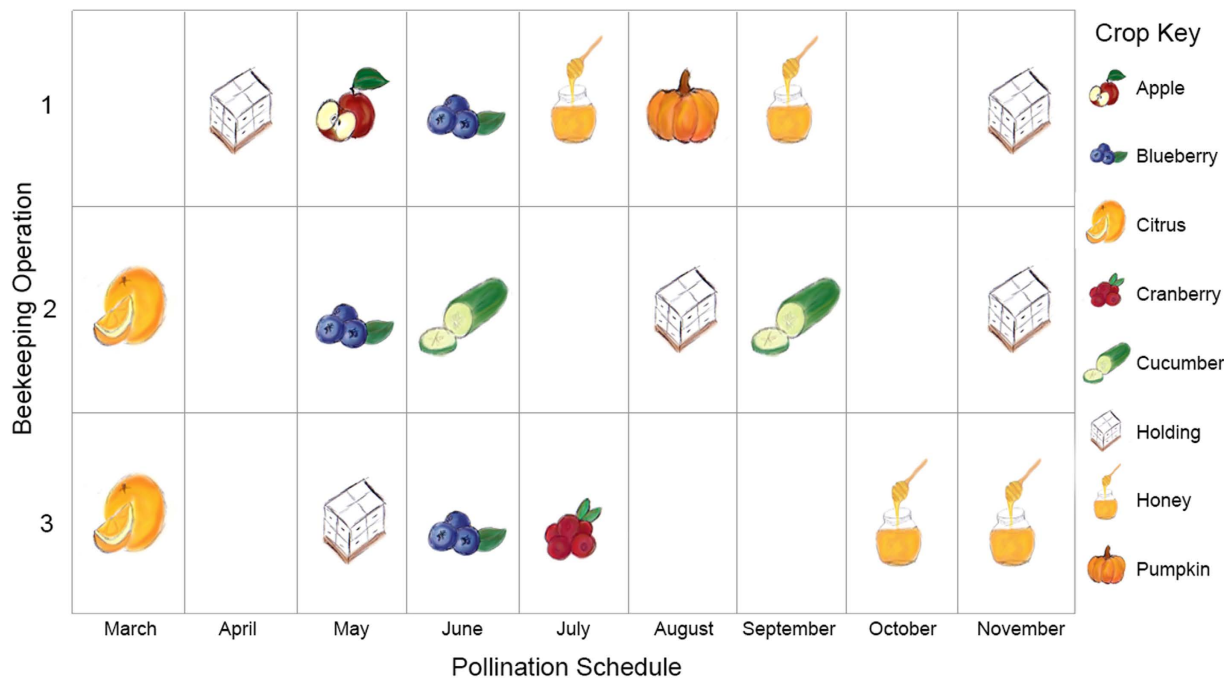 Crop Key
Apple
Blueberry
Citrus
Cranberry
Cucumber
Holding
Honey
Pumpkin
Beekeeping Operation
1
2
3
March April May June July August September October November
Pollination Schedule